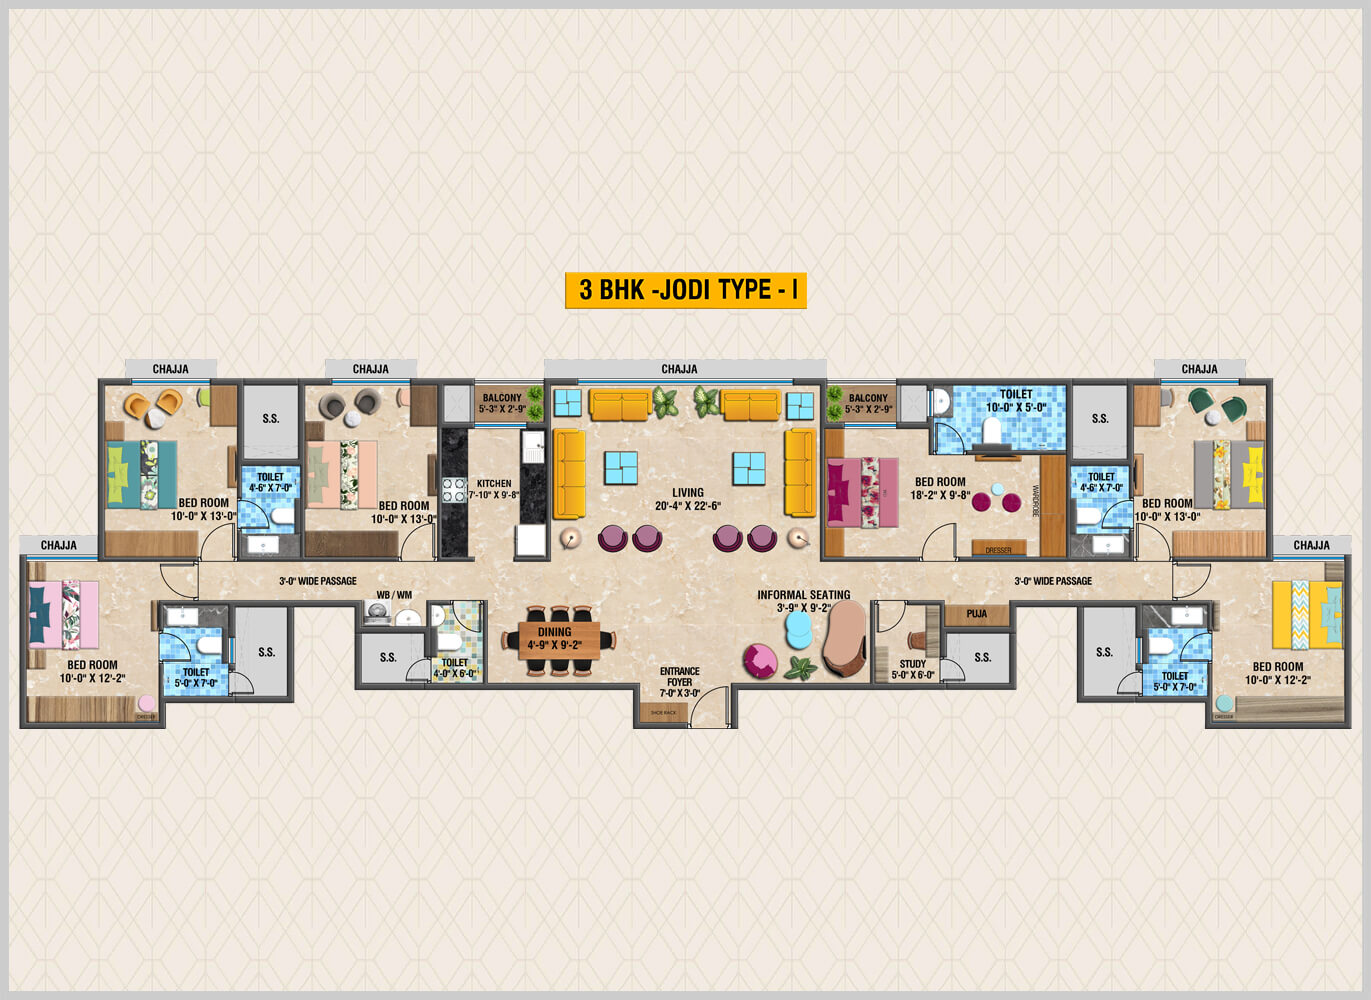 3 BHK -JODI TYPE - I
CHAJJA
CHAJJA
CHAJJA
CHAJJA
BALCONY
5'-3" X 2'-9"
BALCONY
5'-3" X 2'-9"
TOILET
10'-0" X 5'-0"
S.S.
S.S.
TOILET
4'-6" X 7'-0"
KITCHEN
7'-10" X 9'-8"
LIVING
20'-4" X 22'-6"
BED ROOM
18'-2" X 9'-8"
WARDROBE
TOILET
4'-6" X 7'-0"
BED ROOM
10'-0" X 13'-0"
BED ROOM
10'-0" X 13'-0"
BED ROOM
10'-0" X 13'-0"
DRESSER
CHAJJA
CHAJJA
3'-0" WIDE PASSAGE
3'-0" WIDE PASSAGE
WB / WM
INFORMAL SEATING
3'-9" X 9'-2"
PUJA
DINING
4'-9" X 9'-2"
S.S.
S.S.
S.S.
S.S.
BED ROOM
10'-0" X 12'-2"
TOILET
5'-0" X 7'-0"
TOILET
4'-0" X 6'-0"
ENTRANCE
FOYER
7'-0" X 3'-0"
STUDY
5'-0" X 6'-0"
TOILET
5'-0" X 7'-0"
BED ROOM
10'-0" X 12'-2"
DRESSER
SHOE RACK
DRESSER